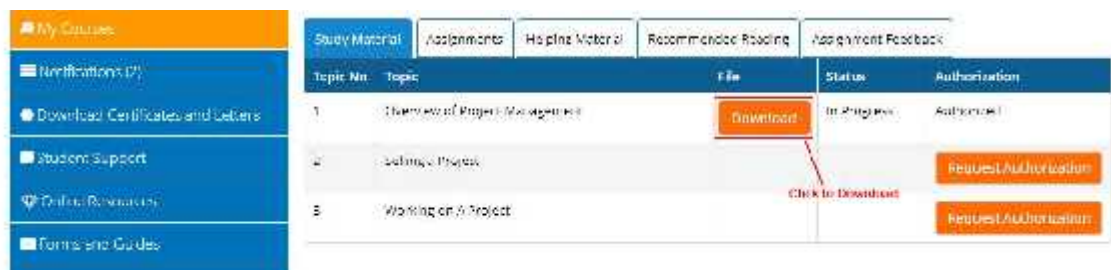 My Courses
Notifications (2)
Download Certificates and Letters
Student Support
Online Resources
Forms and Guides
Study Material Assignments Helping Material Recommended Reading Assignment Feedback
Topic No Topic File Status Authorization
1 Overview of Project Management Download In Progress Authorized
2 Selling a Project Request Authorization
Click to Download
3 Working on A Project Request Authorization